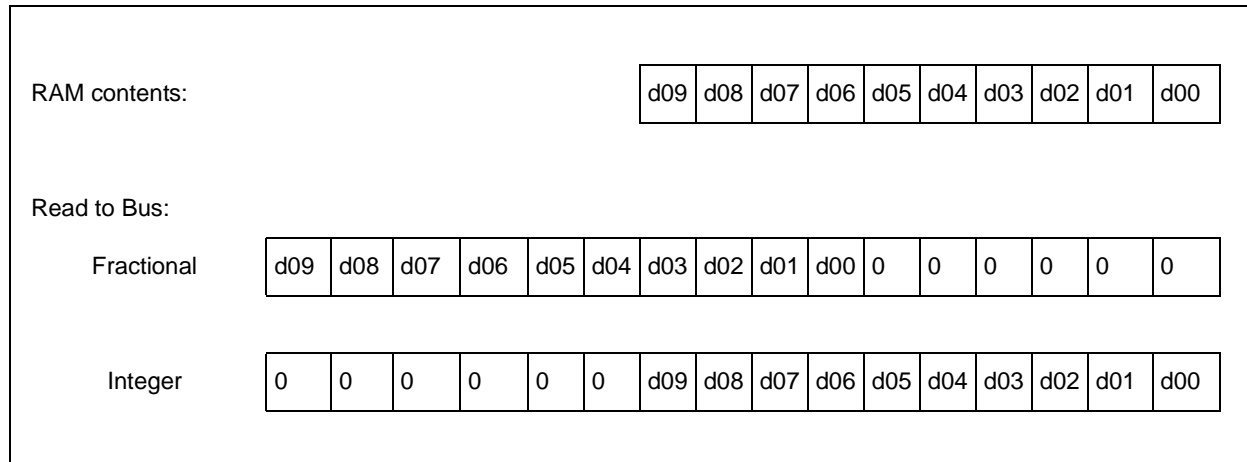 RAM contents: d09 d08 d07 d06 d05 d04 d03 d02 d01 d00
Read to Bus:
Fractional d09 d08 d07 d06 d05 d04 d03 d02 d01 d00 0 0 0 0 0 0
Integer 0 0 0 0 0 0 d09 d08 d07 d06 d05 d04 d03 d02 d01 d00